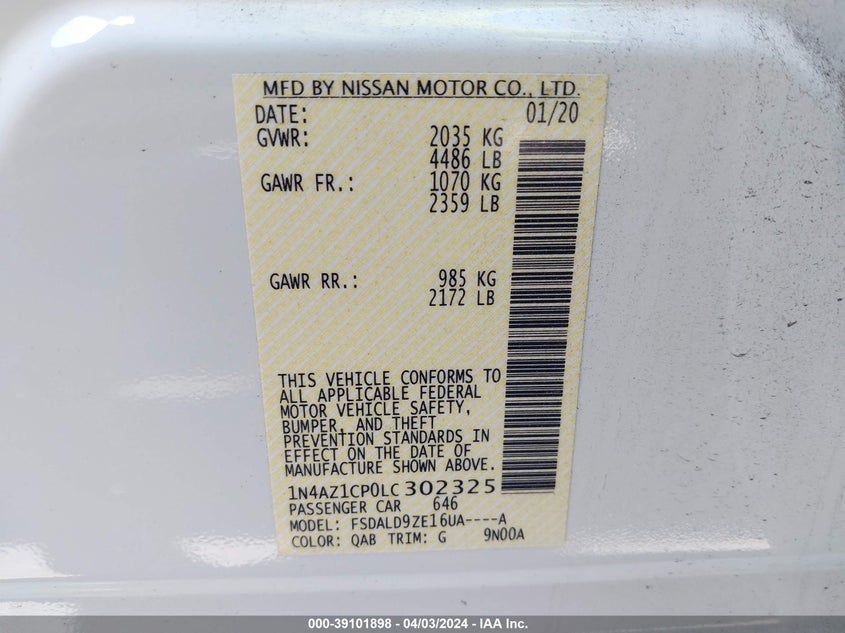 MFD BY NISSAN MOTOR CO., LTD.
DATE: 01/20
GVWR: 2035 KG
4486 LB
GAWR FR.: 1070 KG
2359 LB
GAWR RR.: 985 KG
2172 LB
THIS VEHICLE CONFORMS TO
ALL APPLICABLE FEDERAL
MOTOR VEHICLE SAFETY,
BUMPER, AND THEFT
PREVENTION STANDARDS IN
EFFECT ON THE DATE OF
MANUFACTURE SHOWN ABOVE.
1N4AZ1CP0LC302325
PASSENGER CAR 646
MODEL: FSDALD9ZE16UA----A
COLOR: QAB TRIM: G 9N00A
000-39101898 - 04/03/2024 - IAA Inc.